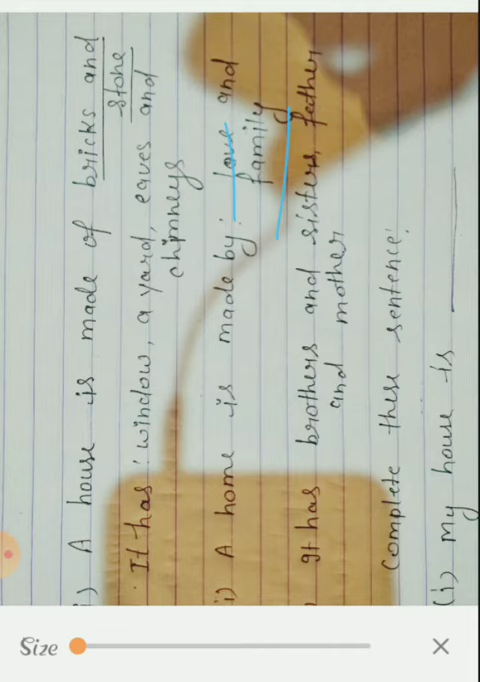 i) A house is made of bricks and
stone
It has: window, a yard, eaves and
chimneys
i) A home is made by: love and
family
It has brothers and sisters, father
and mother
Complete these sentence:
(i) My house is
Size